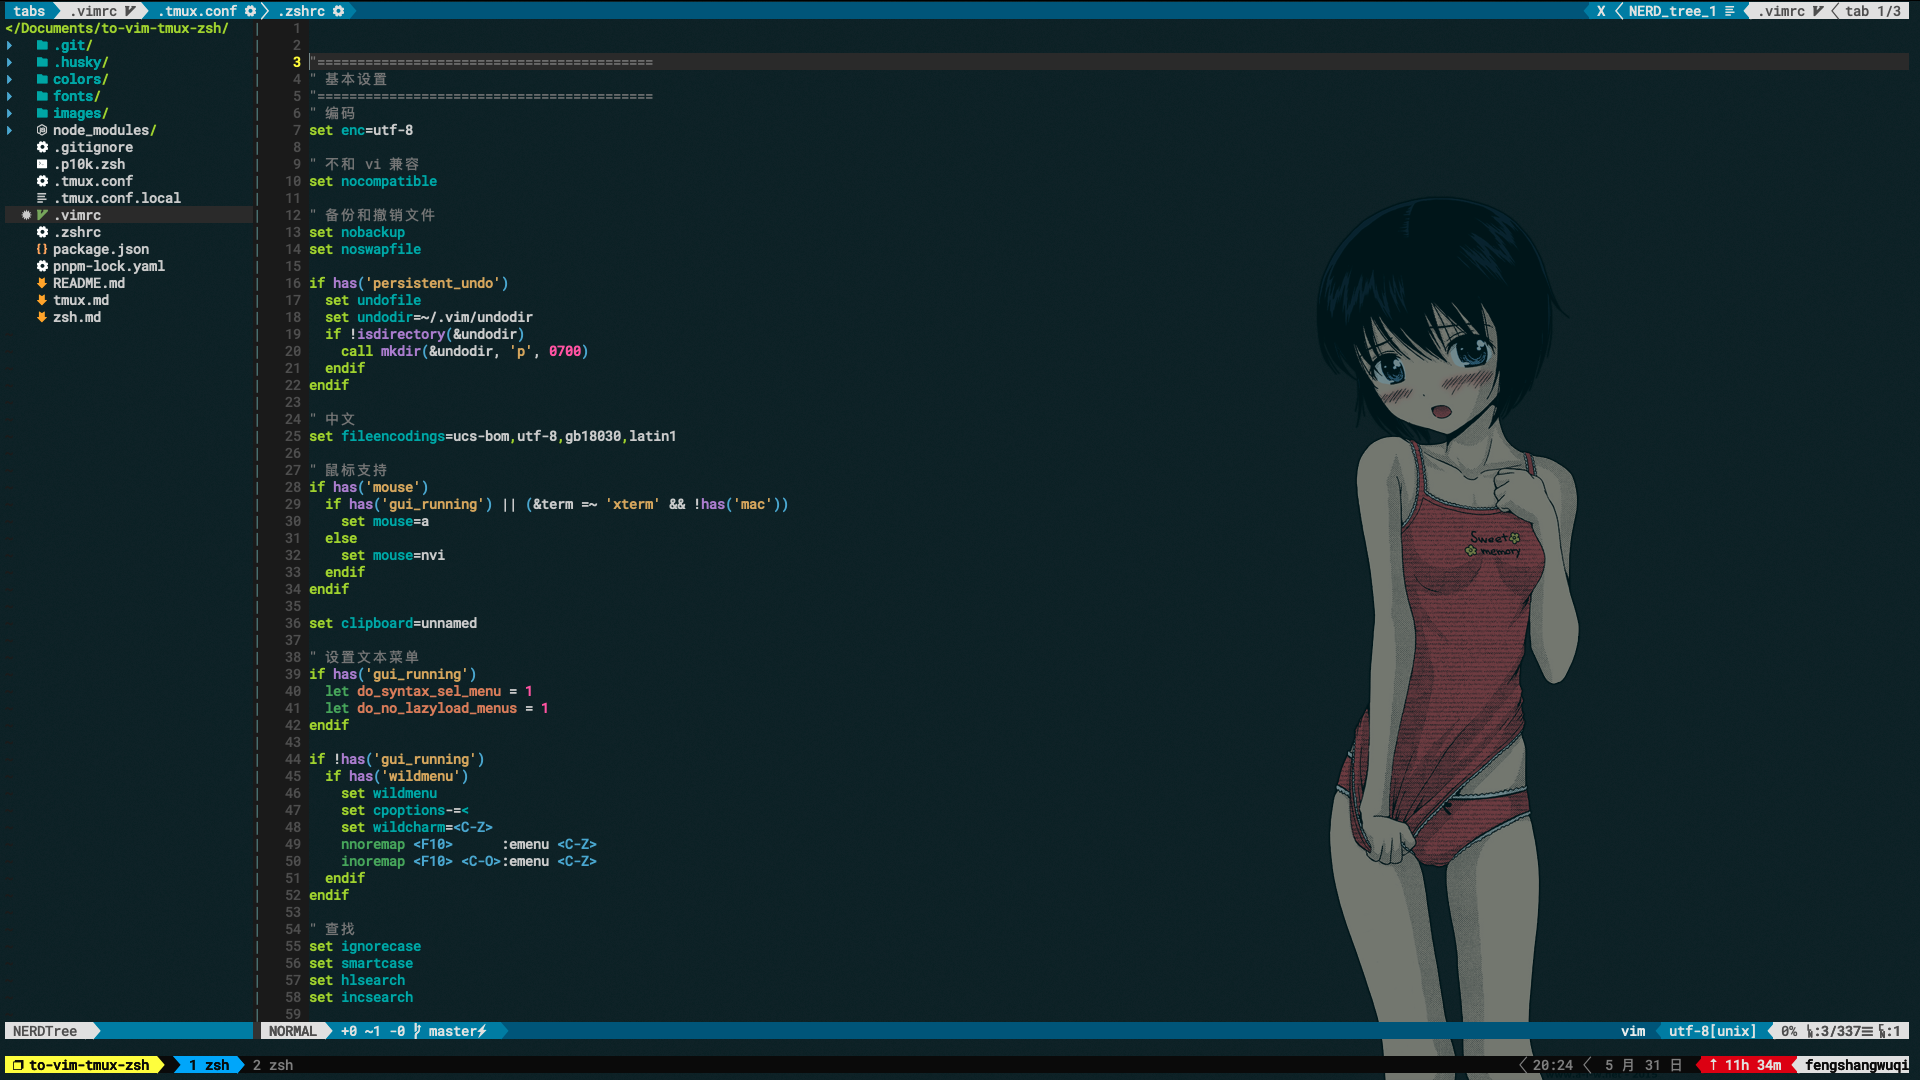 tabs  .vimrc  .tmux.conf  .zshrc  X  NERD_tree_1  .vimrc  tab 1/3
</Documents/to-vim-tmux-zsh/
.git/
.husky/
colors/
fonts/
images/
node_modules/
.gitignore
.p10k.zsh
.tmux.conf
.tmux.conf.local
.vimrc
.zshrc
package.json
pnpm-lock.yaml
README.md
tmux.md
zsh.md
1
2
3 "==========================================
4 " 基本设置
5 "==========================================
6 " 编码
7 set enc=utf-8
8
9 " 不和 vi 兼容
10 set nocompatible
11
12 " 备份和撤销文件
13 set nobackup
14 set noswapfile
15
16 if has('persistent_undo')
17   set undofile
18   set undodir=~/.vim/undodir
19   if !isdirectory(&undodir)
20     call mkdir(&undodir, 'p', 0700)
21   endif
22 endif
23
24 " 中文
25 set fileencodings=ucs-bom,utf-8,gb18030,latin1
26
27 " 鼠标支持
28 if has('mouse')
29   if has('gui_running') || (&term =~ 'xterm' && !has('mac'))
30     set mouse=a
31   else
32     set mouse=nvi
33   endif
34 endif
35
36 set clipboard=unnamed
37
38 " 设置文本菜单
39 if has('gui_running')
40   let do_syntax_sel_menu = 1
41   let do_no_lazyload_menus = 1
42 endif
43
44 if !has('gui_running')
45   if has('wildmenu')
46     set wildmenu
47     set cpoptions-=<
48     set wildcharm=<C-Z>
49     nnoremap <F10>      :emenu <C-Z>
50     inoremap <F10> <C-O>:emenu <C-Z>
51   endif
52 endif
53
54 " 查找
55 set ignorecase
56 set smartcase
57 set hlsearch
58 set incsearch
59
Sweet
memory
NERDTree  NORMAL  +0 ~1 -0  master⚡  vim  utf-8[unix]  0% ㏑:3/337☰ ℅:1
to-vim-tmux-zsh  1 zsh  2 zsh  20:24  5 月 31 日  ↑ 11h 34m  fengshangwuqi